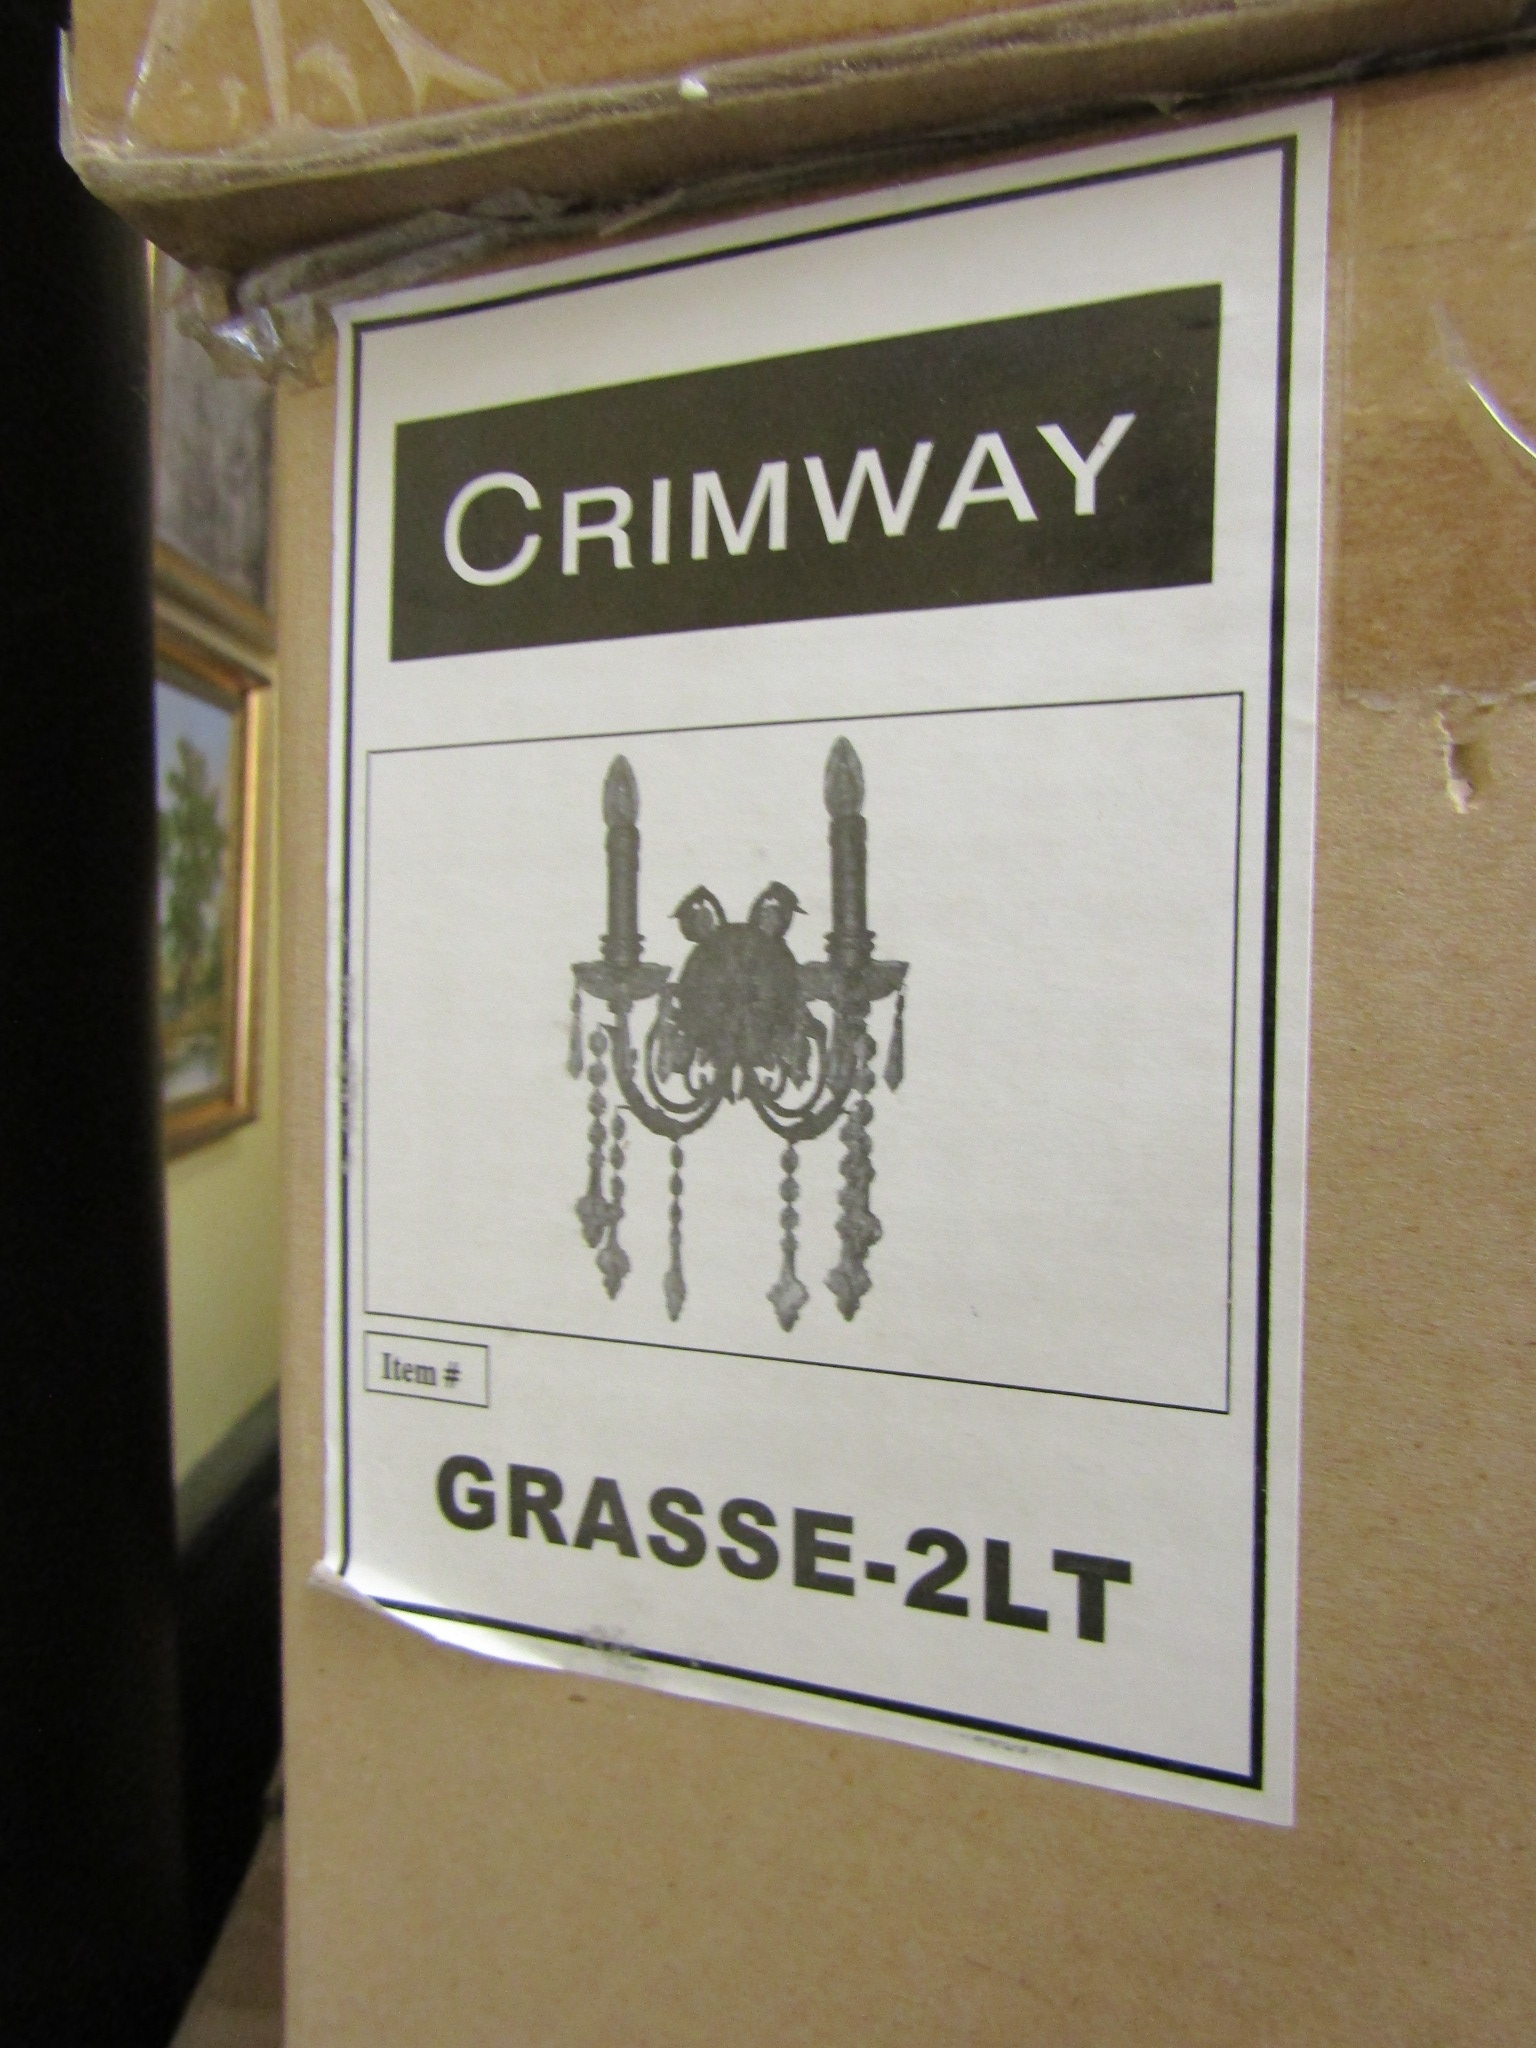 CRIMWAY
Item #
GRASSE-2LT